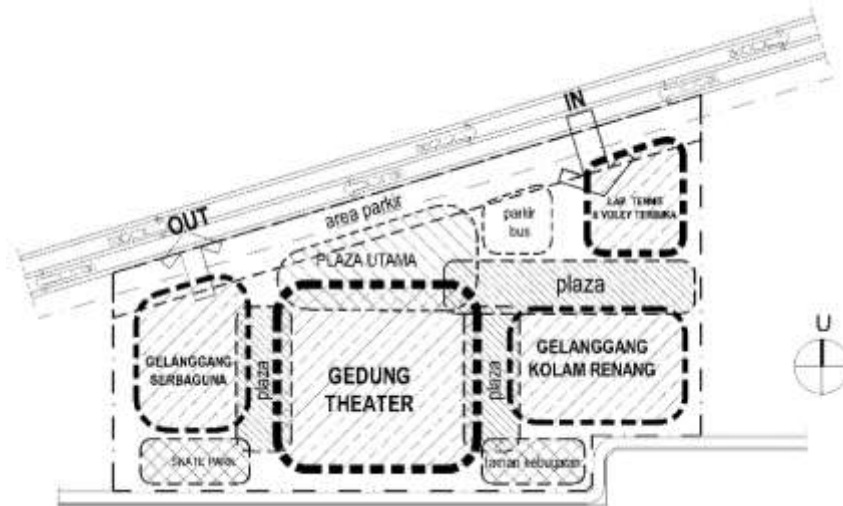 IN
OUT
area parkir
parkir
bus
LAP. TENNIS
& VOLEY TERBUKA
PLAZA UTAMA
plaza
GELANGGANG
SERBAGUNA
plaza
GEDUNG
THEATER
plaza
GELANGGANG
KOLAM RENANG
U
SKATE PARK
taman kebugaran